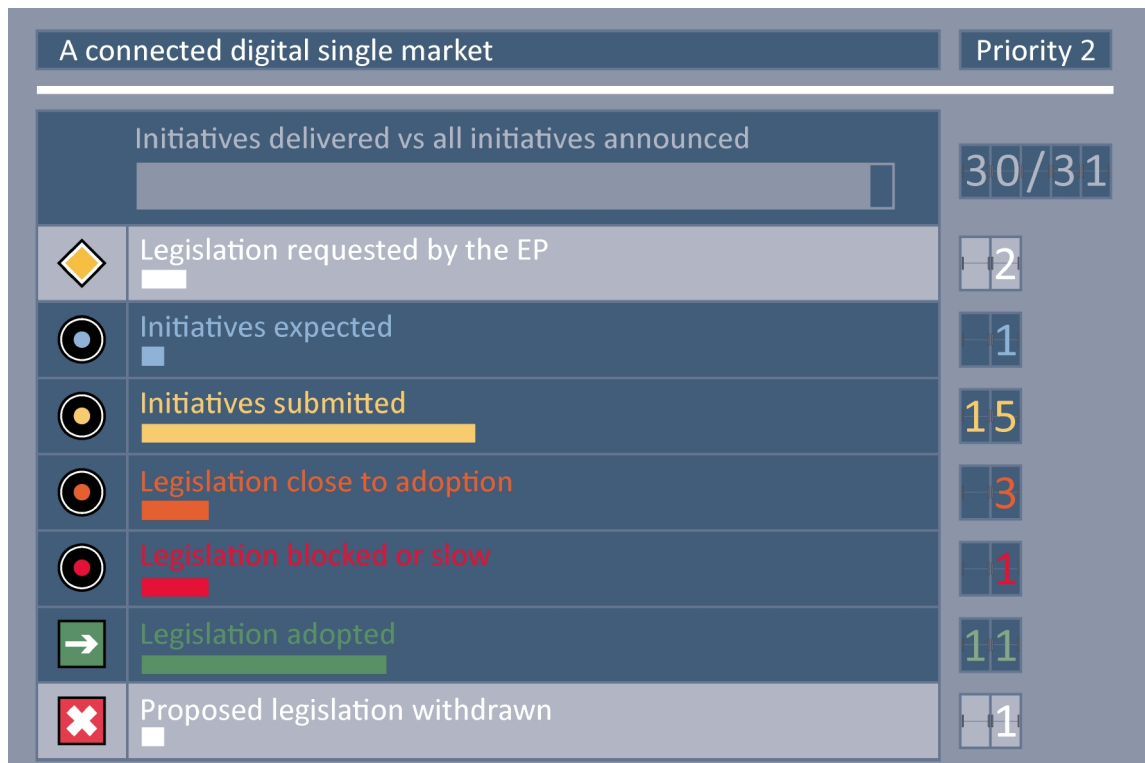 A connected digital single market Priority 2
Initiatives delivered vs all initiatives announced 30/31
Legislation requested by the EP 2
Initiatives expected 1
Initiatives submitted 15
Legislation close to adoption 3
Legislation blocked or slow 1
Legislation adopted 11
Proposed legislation withdrawn 1